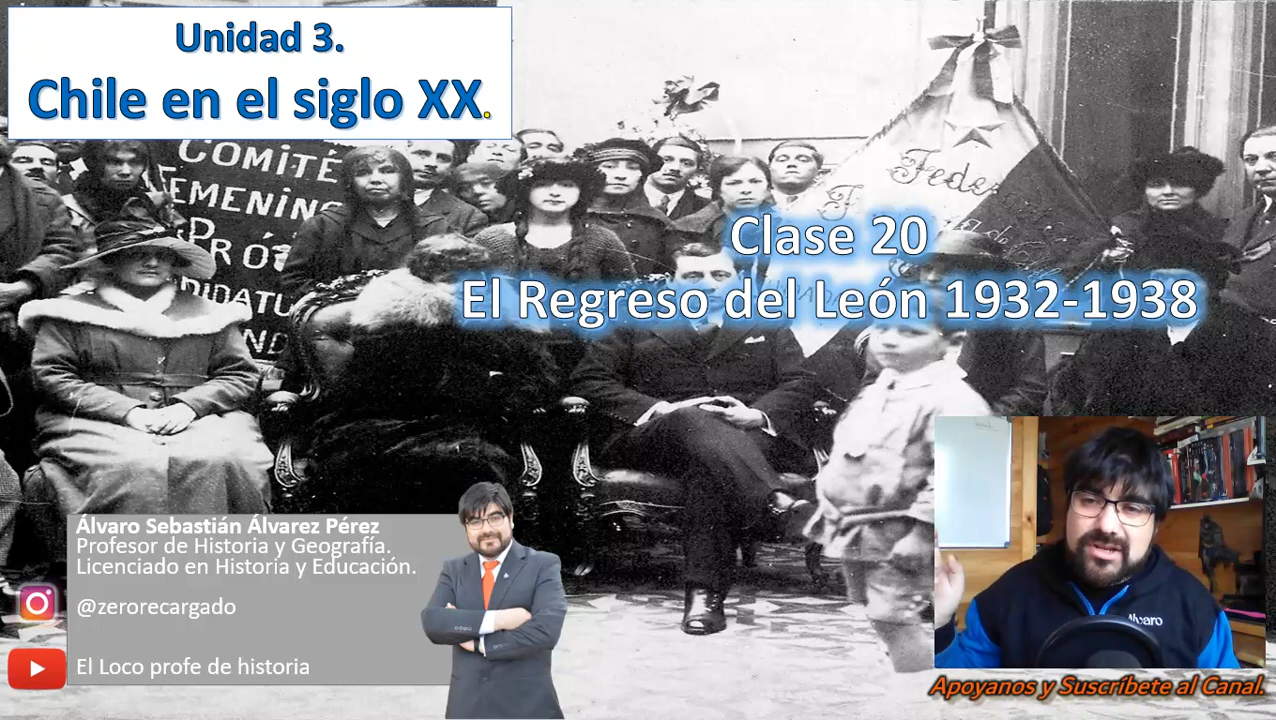 Unidad 3.
Chile en el siglo XX.
COMITÉ
FEMENINO
PRÓ
Clase 20
El Regreso del León 1932-1938
Álvaro Sebastián Álvarez Pérez
Profesor de Historia y Geografía.
Licenciado en Historia y Educación.
@zerorecargado
El Loco profe de historia
Alvaro
Apoyanos y Suscríbete al Canal.